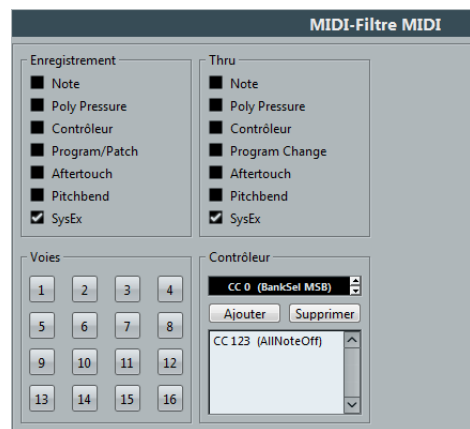 MIDI-Filtre MIDI
Enregistrement
Note
Poly Pressure
Contrôleur
Program/Patch
Aftertouch
Pitchbend
SysEx
Thru
Note
Poly Pressure
Contrôleur
Program Change
Aftertouch
Pitchbend
SysEx
Voies
1 2 3 4
5 6 7 8
9 10 11 12
13 14 15 16
Contrôleur
CC 0 (BankSel MSB)
Ajouter Supprimer
CC 123 (AllNoteOff)